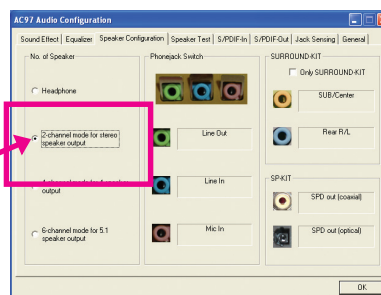 AC97 Audio Configuration
Sound Effect
Equalizer
Speaker Configuration
Speaker Test
S/PDIF-In
S/PDIF-Out
Jack Sensing
General
No. of Speaker
Headphone
2-channel mode for stereo
speaker output
output
6-channel mode for 5.1
speaker output
Phonejack Switch
Line Out
Line In
Mic In
SURROUND-KIT
Only SURROUND-KIT
SUB/Center
Rear R/L
SP-KIT
SPD out (coaxial)
SPD out (optical)
OK